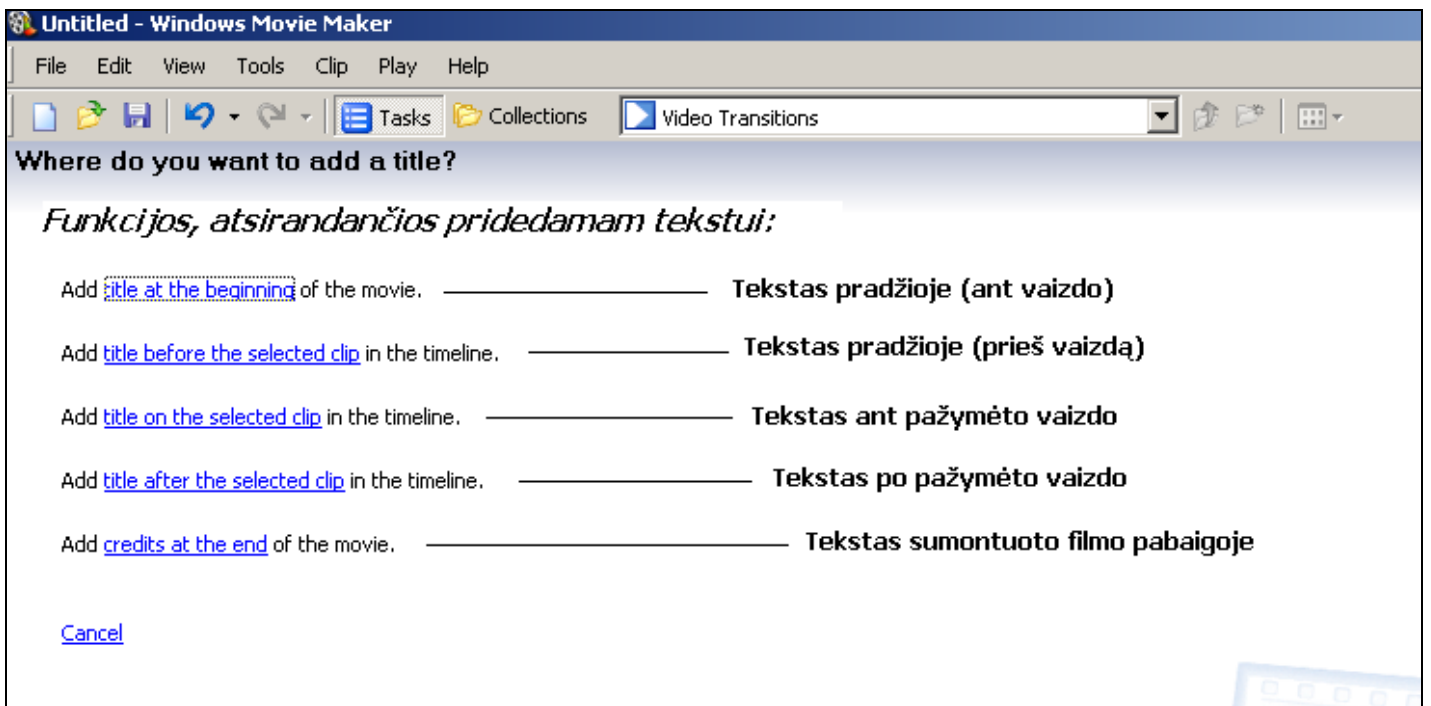 Untitled - Windows Movie Maker
File Edit View Tools Clip Play Help
Tasks Collections Video Transitions
Where do you want to add a title?
Funkcijos, atsirandančios pridedamam tekstui:
Add title at the beginning of the movie. Tekstas pradžioje (ant vaizdo)
Add title before the selected clip in the timeline. Tekstas pradžioje (prieš vaizdą)
Add title on the selected clip in the timeline. Tekstas ant pažymėto vaizdo
Add title after the selected clip in the timeline. Tekstas po pažymėto vaizdo
Add credits at the end of the movie. Tekstas sumontuoto filmo pabaigoje
Cancel